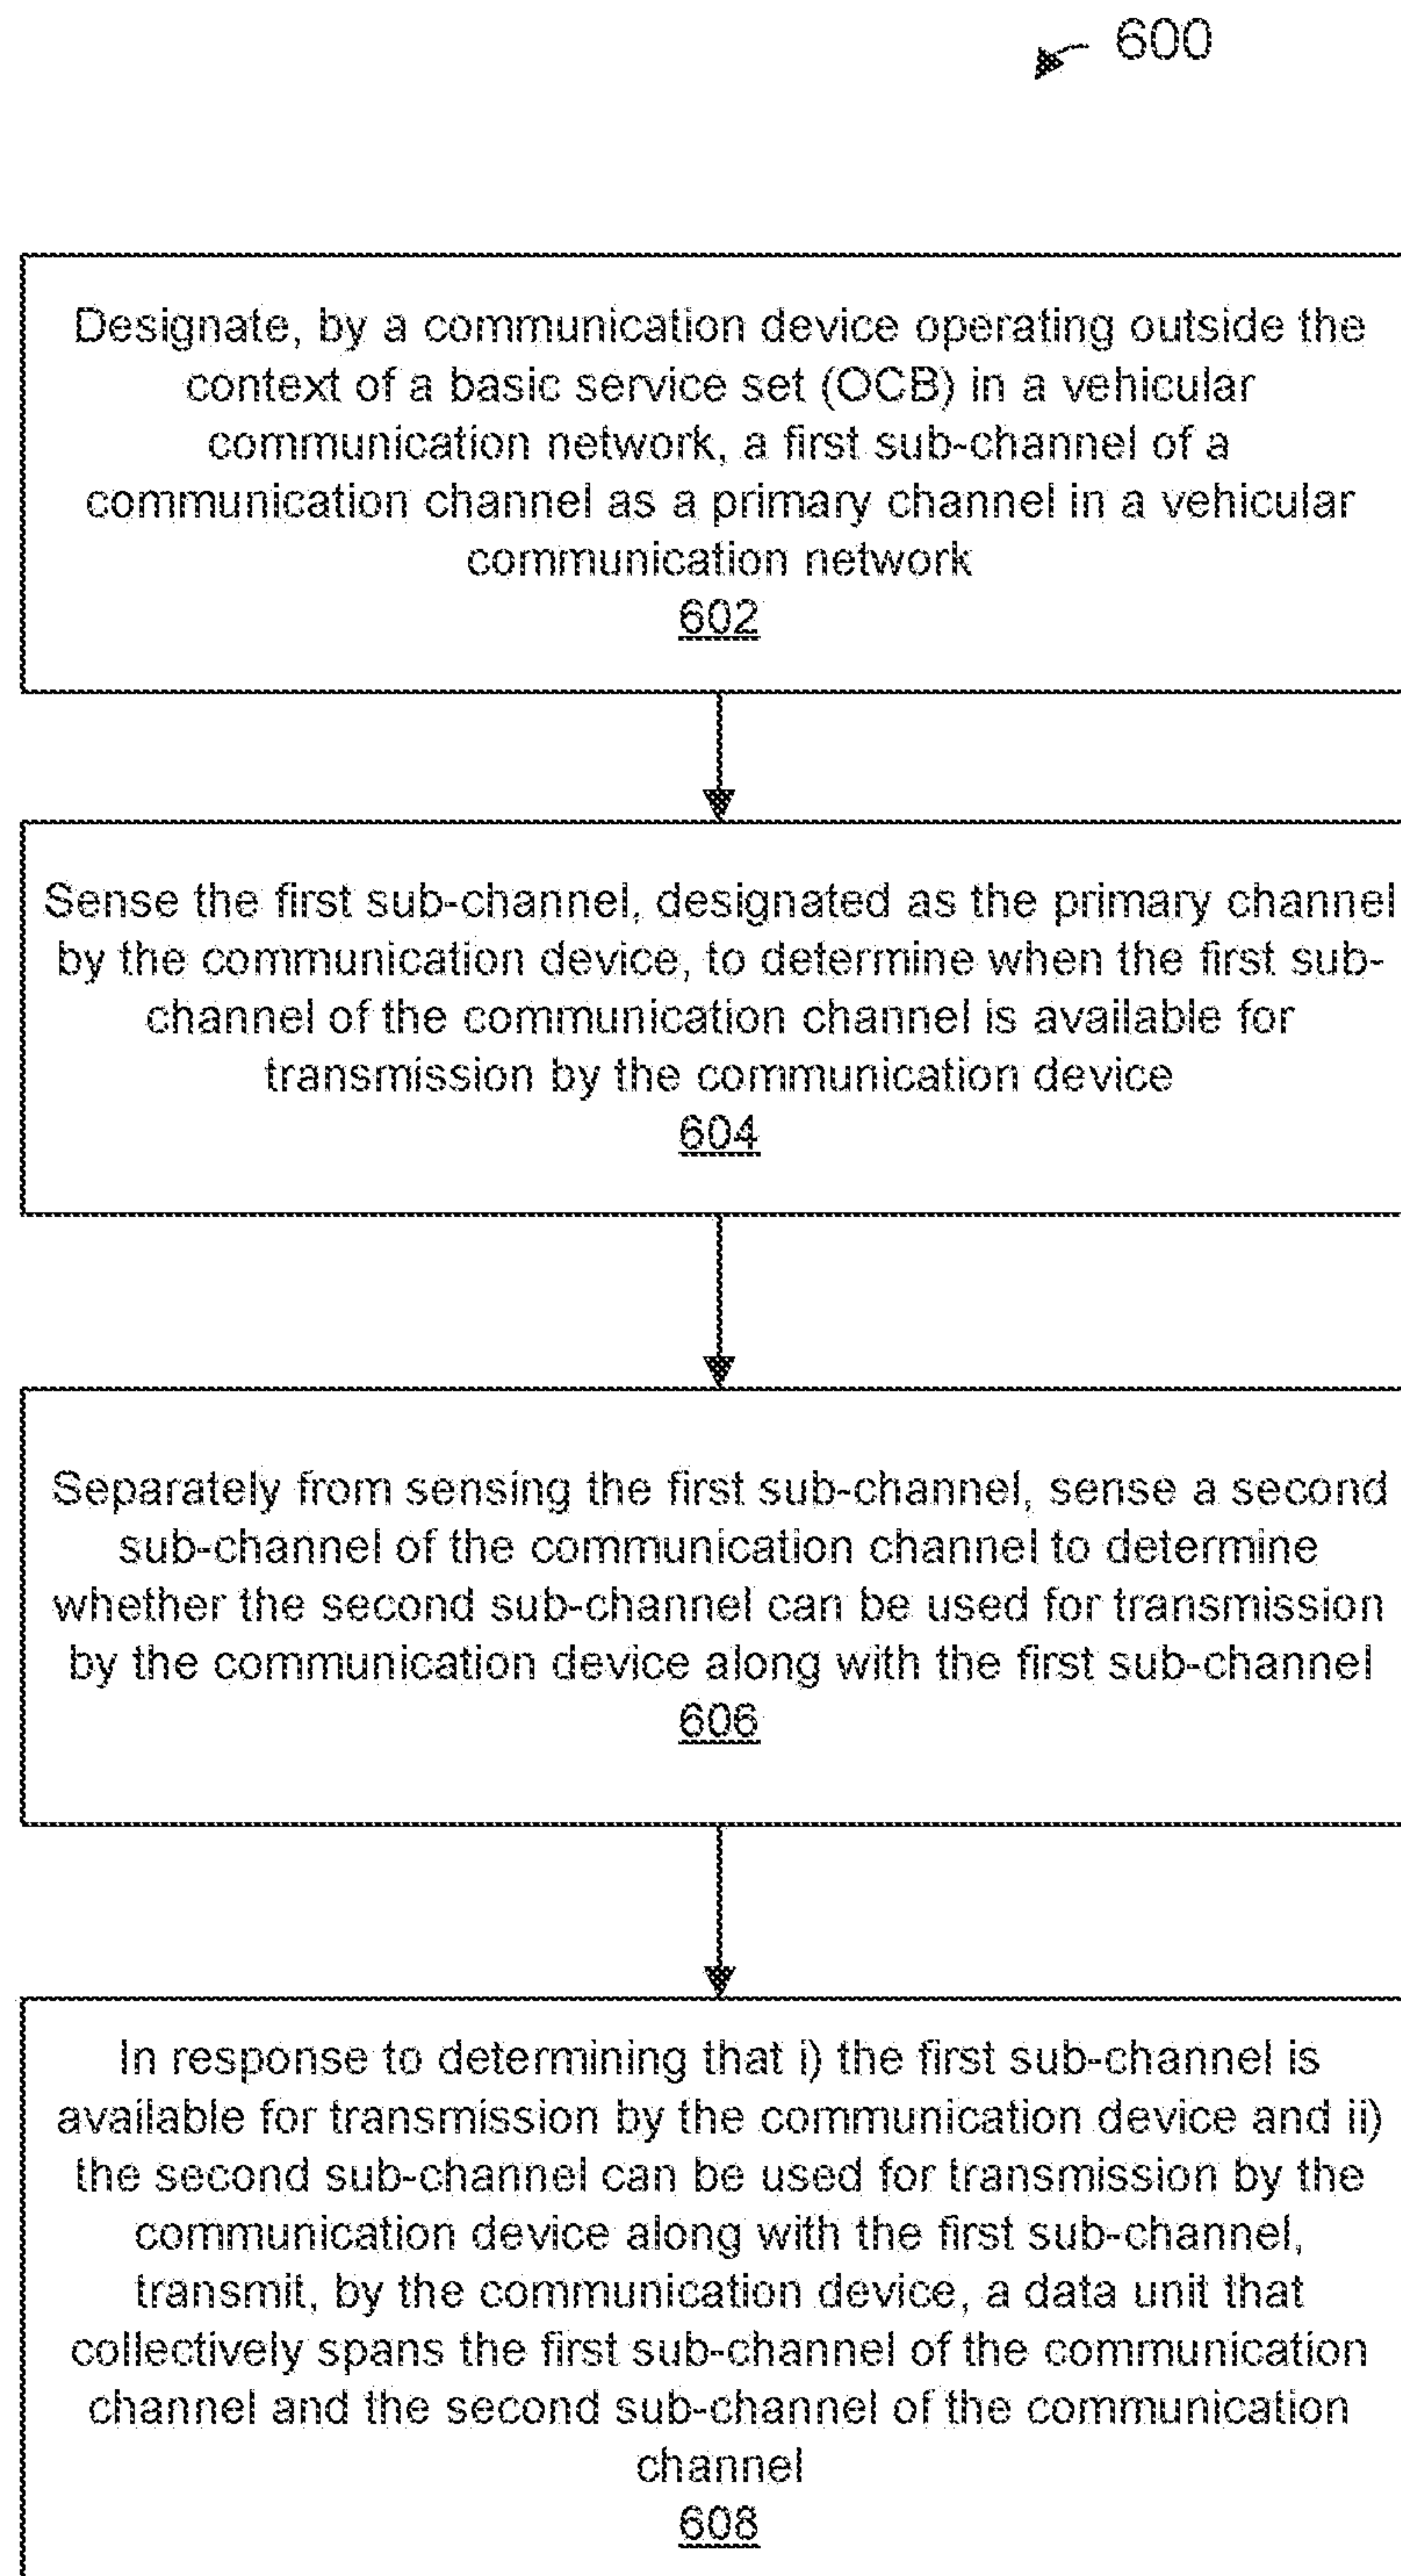 600
Designate, by a communication device operating outside the
context of a basic service set (OCB) in a vehicular
communication network, a first sub-channel of a
communication channel as a primary channel in a vehicular
communication network
602
Sense the first sub-channel, designated as the primary channel
by the communication device, to determine when the first sub-
channel of the communication channel is available for
transmission by the communication device
604
Separately from sensing the first sub-channel, sense a second
sub-channel of the communication channel to determine
whether the second sub-channel can be used for transmission
by the communication device along with the first sub-channel
606
In response to determining that i) the first sub-channel is
available for transmission by the communication device and ii)
the second sub-channel can be used for transmission by the
communication device along with the first sub-channel,
transmit, by the communication device, a data unit that
collectively spans the first sub-channel of the communication
channel and the second sub-channel of the communication
channel
608